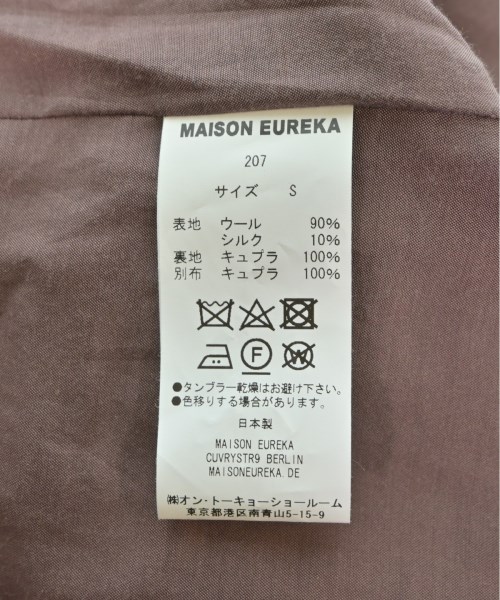 MAISON EUREKA
207
サイズ S
表地 ウール 90%
シルク 10%
裏地 キュプラ 100%
別布 キュプラ 100%
F W
●タンブラー乾燥はお避け下さい。
●色移りする場合があります。
日本製
MAISON EUREKA
CUVRYSTR9 BERLIN
MAISONEUREKA.DE
㈱オン・トーキョーショールーム
東京都港区南青山5-15-9